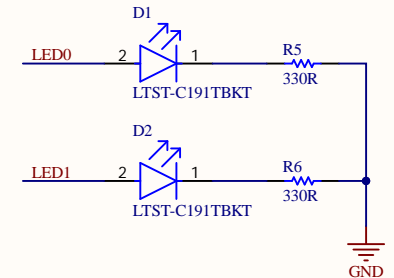 D1
LED0
2
1
R5
LTST-C191TBKT
330R
D2
LED1
2
1
R6
LTST-C191TBKT
330R
GND